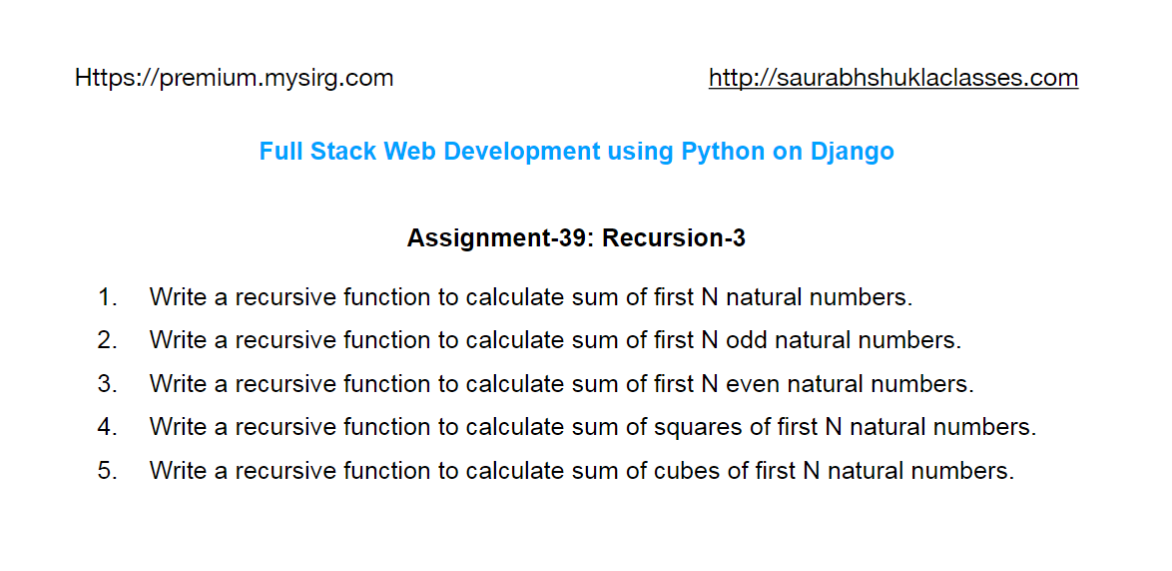 Https://premium.mysirg.com http://saurabhshuklaclasses.com
Full Stack Web Development using Python on Django
Assignment-39: Recursion-3
1. Write a recursive function to calculate sum of first N natural numbers.
2. Write a recursive function to calculate sum of first N odd natural numbers.
3. Write a recursive function to calculate sum of first N even natural numbers.
4. Write a recursive function to calculate sum of squares of first N natural numbers.
5. Write a recursive function to calculate sum of cubes of first N natural numbers.